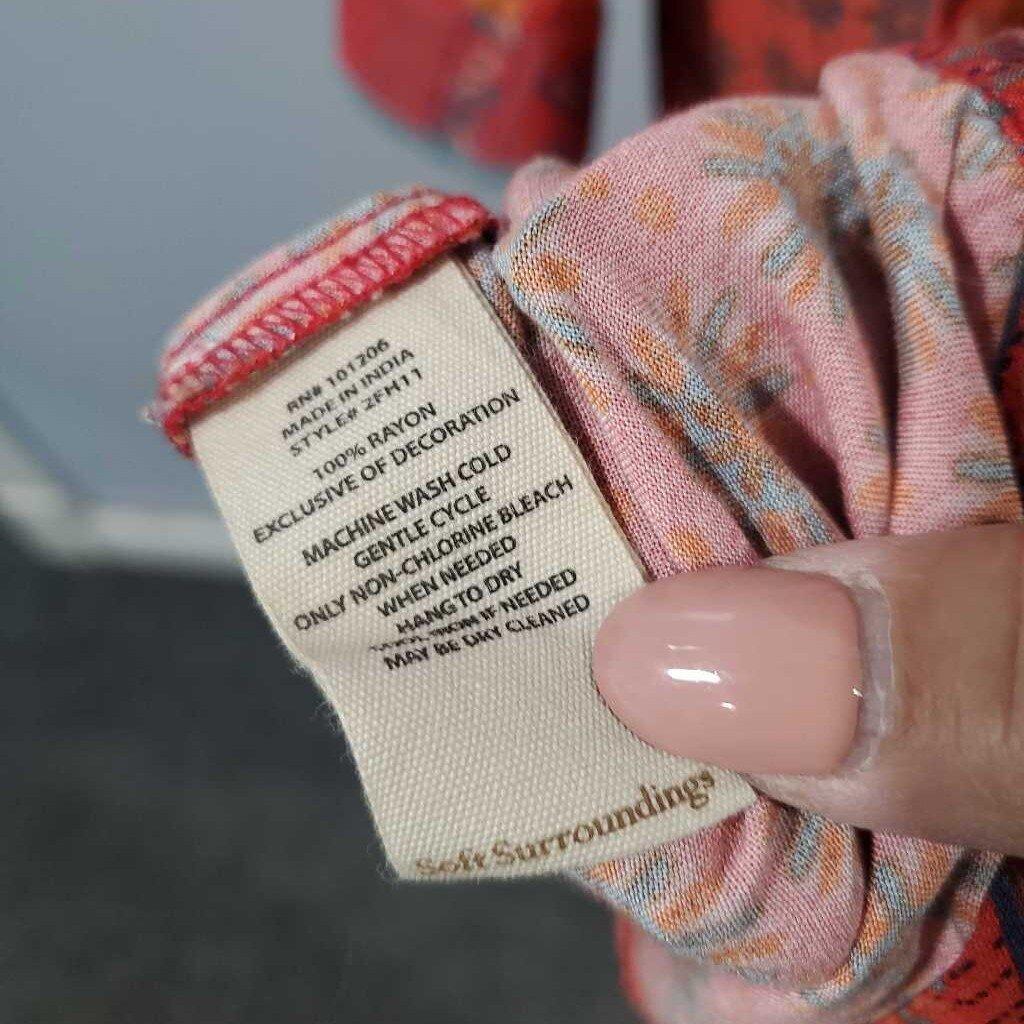 RN# 101206
MADE IN INDIA
STYLE# 2FH11
100% RAYON
EXCLUSIVE OF DECORATION
MACHINE WASH COLD
GENTLE CYCLE
ONLY NON-CHLORINE BLEACH
WHEN NEEDED
HANG TO DRY
IF NEEDED
MAY BE DRY CLEANED
Soft Surroundings